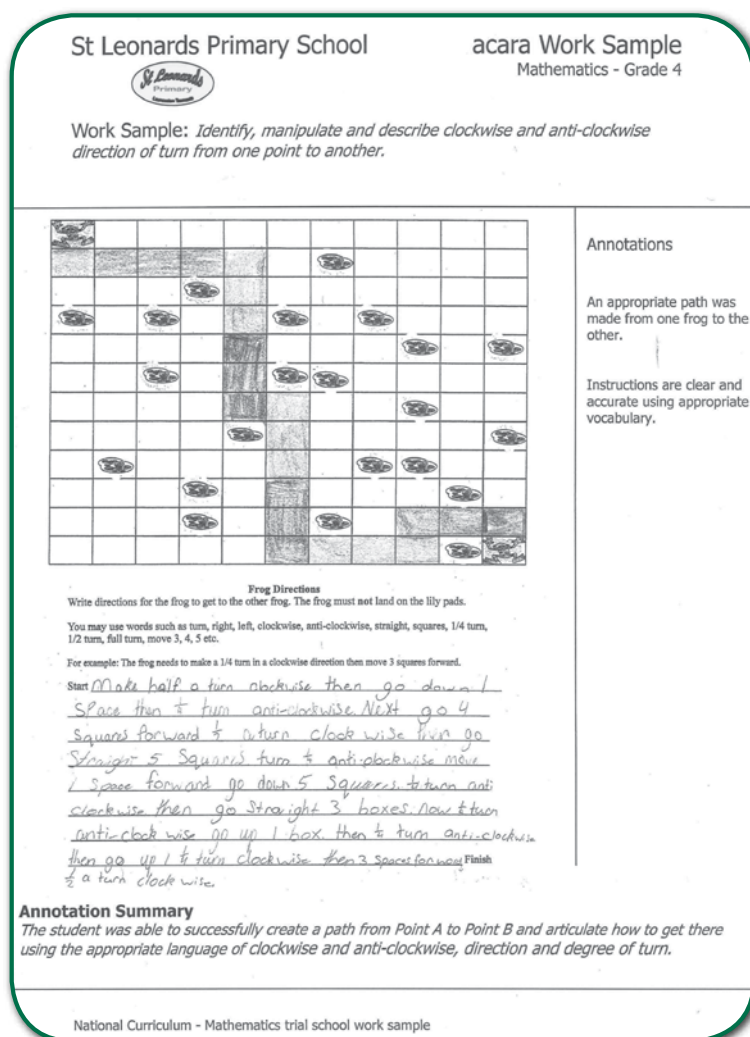 St Leonards Primary School
acara Work Sample
Mathematics - Grade 4
St Leonards
Primary
Work Sample: Identify, manipulate and describe clockwise and anti-clockwise
direction of turn from one point to another.
Annotations
An appropriate path was
made from one frog to the
other.
Instructions are clear and
accurate using appropriate
vocabulary.
Frog Directions
Write directions for the frog to get to the other frog. The frog must not land on the lily pads.
You may use words such as turn, right, left, clockwise, anti-clockwise, straight, squares, 1/4 turn,
1/2 turn, full turn, move 3, 4, 5 etc.
For example: The frog needs to make a 1/4 turn in a clockwise direction then move 3 squares forward.
Start Make half a turn clockwise then go down 1
Space then 1/4 turn anti-clockwise Next go 4
Squares forward 1/4 a turn clock wise then go
Straight 5 Squares turn 1/4 anti-clockwise move
1 space forward go down 5 Squares. 1/4 turn anti
clockwise then go Straight 3 boxes. now 1/4 turn
anti-clock wise go up 1 box. then 1/4 turn anti-clockwise
then go up 1 1/4 turn clockwise then 3 spaces forway Finish
1/2 a turn clock wise.
Annotation Summary
The student was able to successfully create a path from Point A to Point B and articulate how to get there
using the appropriate language of clockwise and anti-clockwise, direction and degree of turn.
National Curriculum - Mathematics trial school work sample